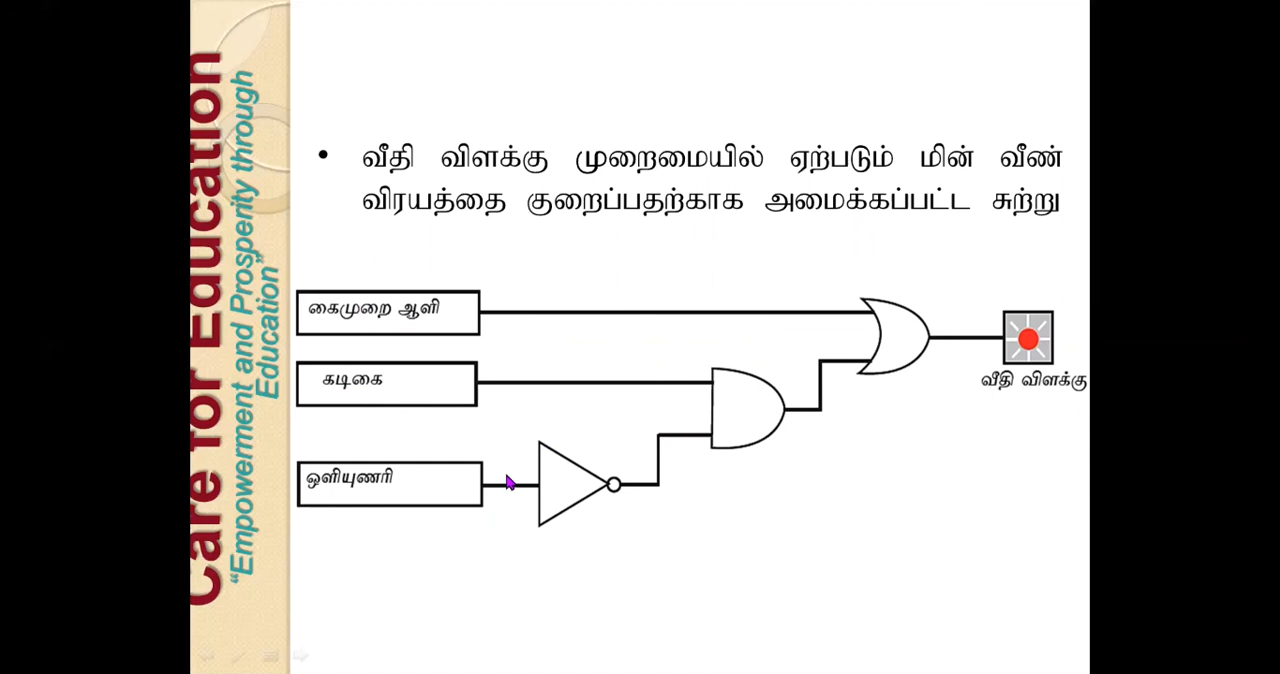 Care for Education
“Empowerment and Prosperity through
Education”
• வீதி விளக்கு முறைமையில் ஏற்படும் மின் வீண்
விரயத்தை குறைப்பதற்காக அமைக்கப்பட்ட சுற்று
கைமுறை ஆளி
கடிகை
ஒளியுணரி
வீதி விளக்கு